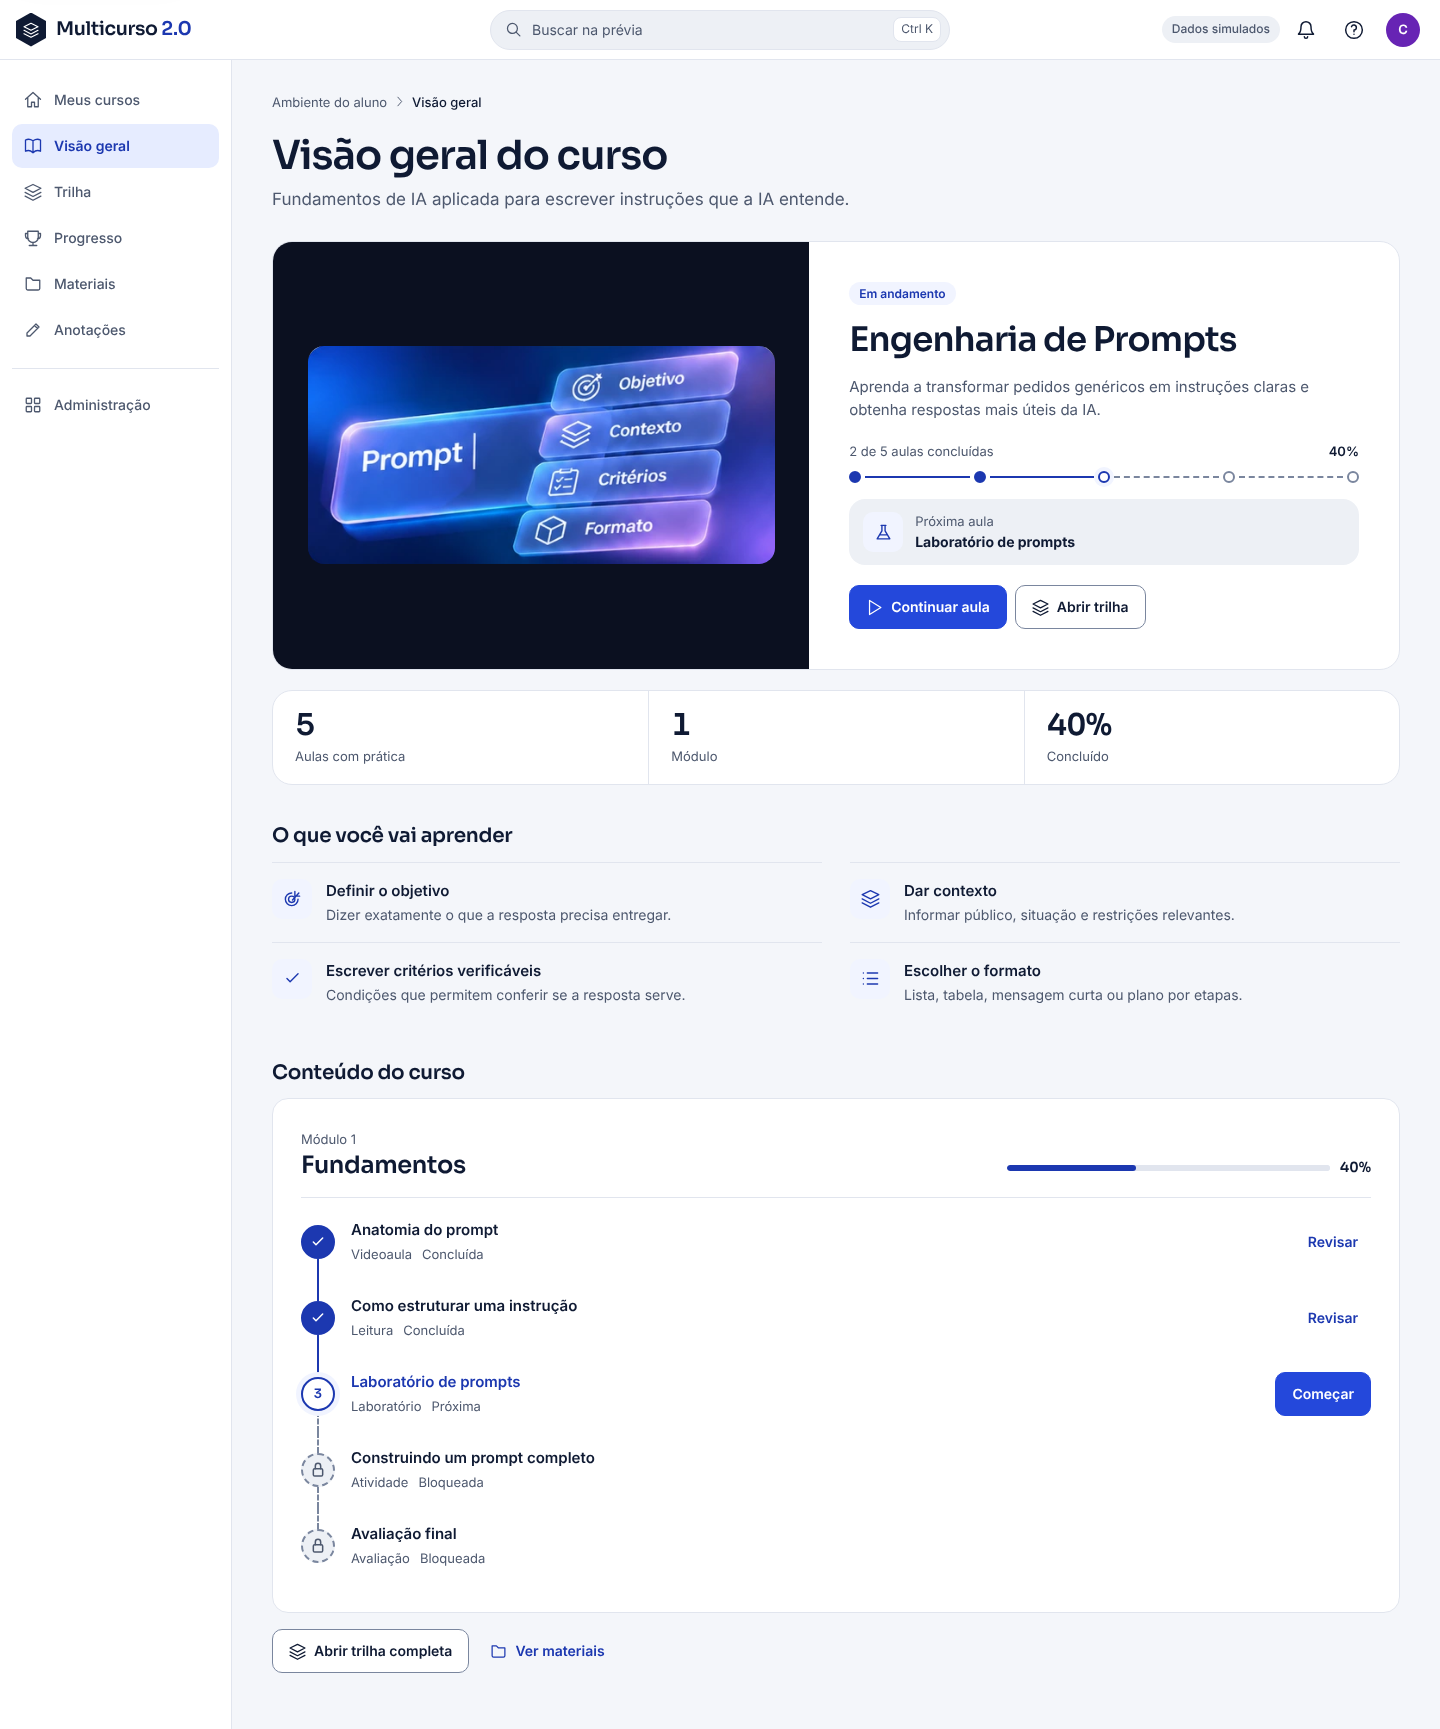 Multicurso 2.0
Buscar na prévia
Ctrl K
Dados simulados
C
Meus cursos
Visão geral
Trilha
Progresso
Materiais
Anotações
Administração
Ambiente do aluno
Visão geral
Visão geral do curso
Fundamentos de IA aplicada para escrever instruções que a IA entende.
Prompt
Objetivo
Contexto
Critérios
Formato
Em andamento
Engenharia de Prompts
Aprenda a transformar pedidos genéricos em instruções claras e
obtenha respostas mais úteis da IA.
2 de 5 aulas concluídas
40%
Próxima aula
Laboratório de prompts
Continuar aula
Abrir trilha
5
Aulas com prática
1
Módulo
40%
Concluído
O que você vai aprender
Definir o objetivo
Dizer exatamente o que a resposta precisa entregar.
Dar contexto
Informar público, situação e restrições relevantes.
Escrever critérios verificáveis
Condições que permitem conferir se a resposta serve.
Escolher o formato
Lista, tabela, mensagem curta ou plano por etapas.
Conteúdo do curso
Módulo 1
Fundamentos
40%
Anatomia do prompt
Videoaula Concluída
Revisar
Como estruturar uma instrução
Leitura Concluída
Revisar
3
Laboratório de prompts
Laboratório Próxima
Começar
Construindo um prompt completo
Atividade Bloqueada
Avaliação final
Avaliação Bloqueada
Abrir trilha completa
Ver materiais